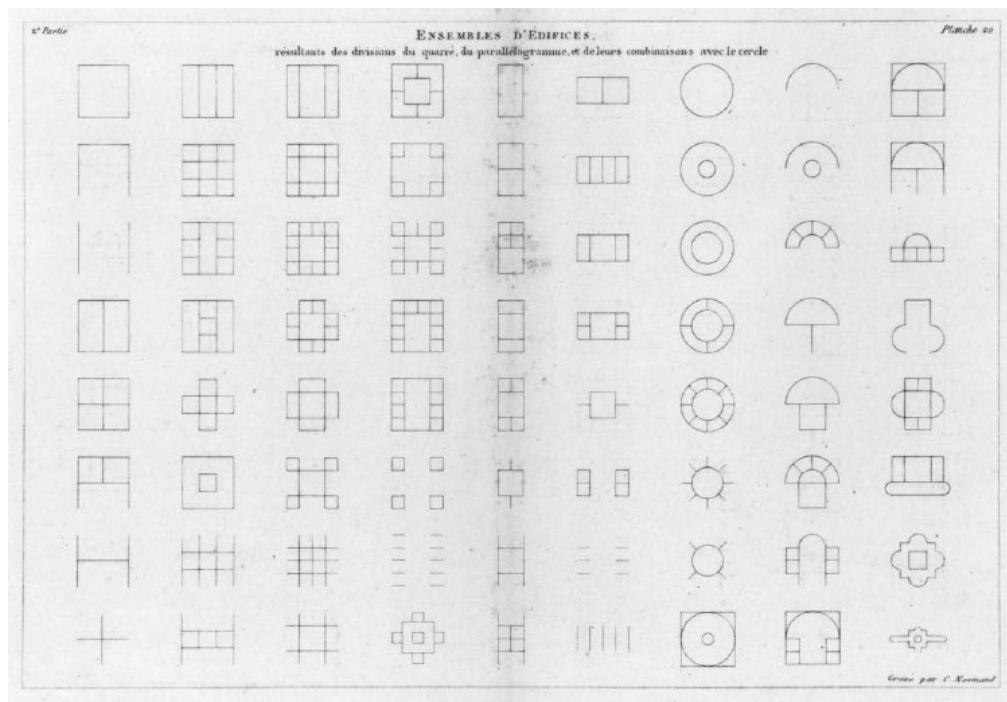 2ᵉ Partie
ENSEMBLES D'EDIFICES,
Planche 20
résultants des divisions du quarré, du parallélogramme, et de leurs combinaisons avec le cercle
Gravé par C. Normand